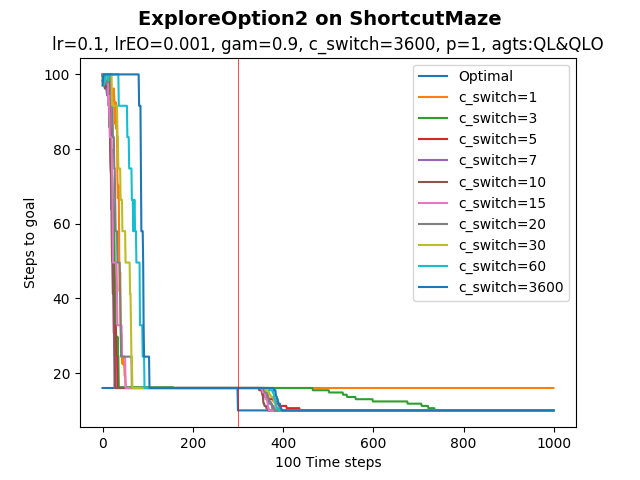 ExploreOption2 on ShortcutMaze
lr=0.1, lrEO=0.001, gam=0.9, c_switch=3600, p=1, agts:QL&QLO
100
80
60
40
20
Steps to goal
Optimal
c_switch=1
c_switch=3
c_switch=5
c_switch=7
c_switch=10
c_switch=15
c_switch=20
c_switch=30
c_switch=60
c_switch=3600
0 200 400 600 800 1000
100 Time steps